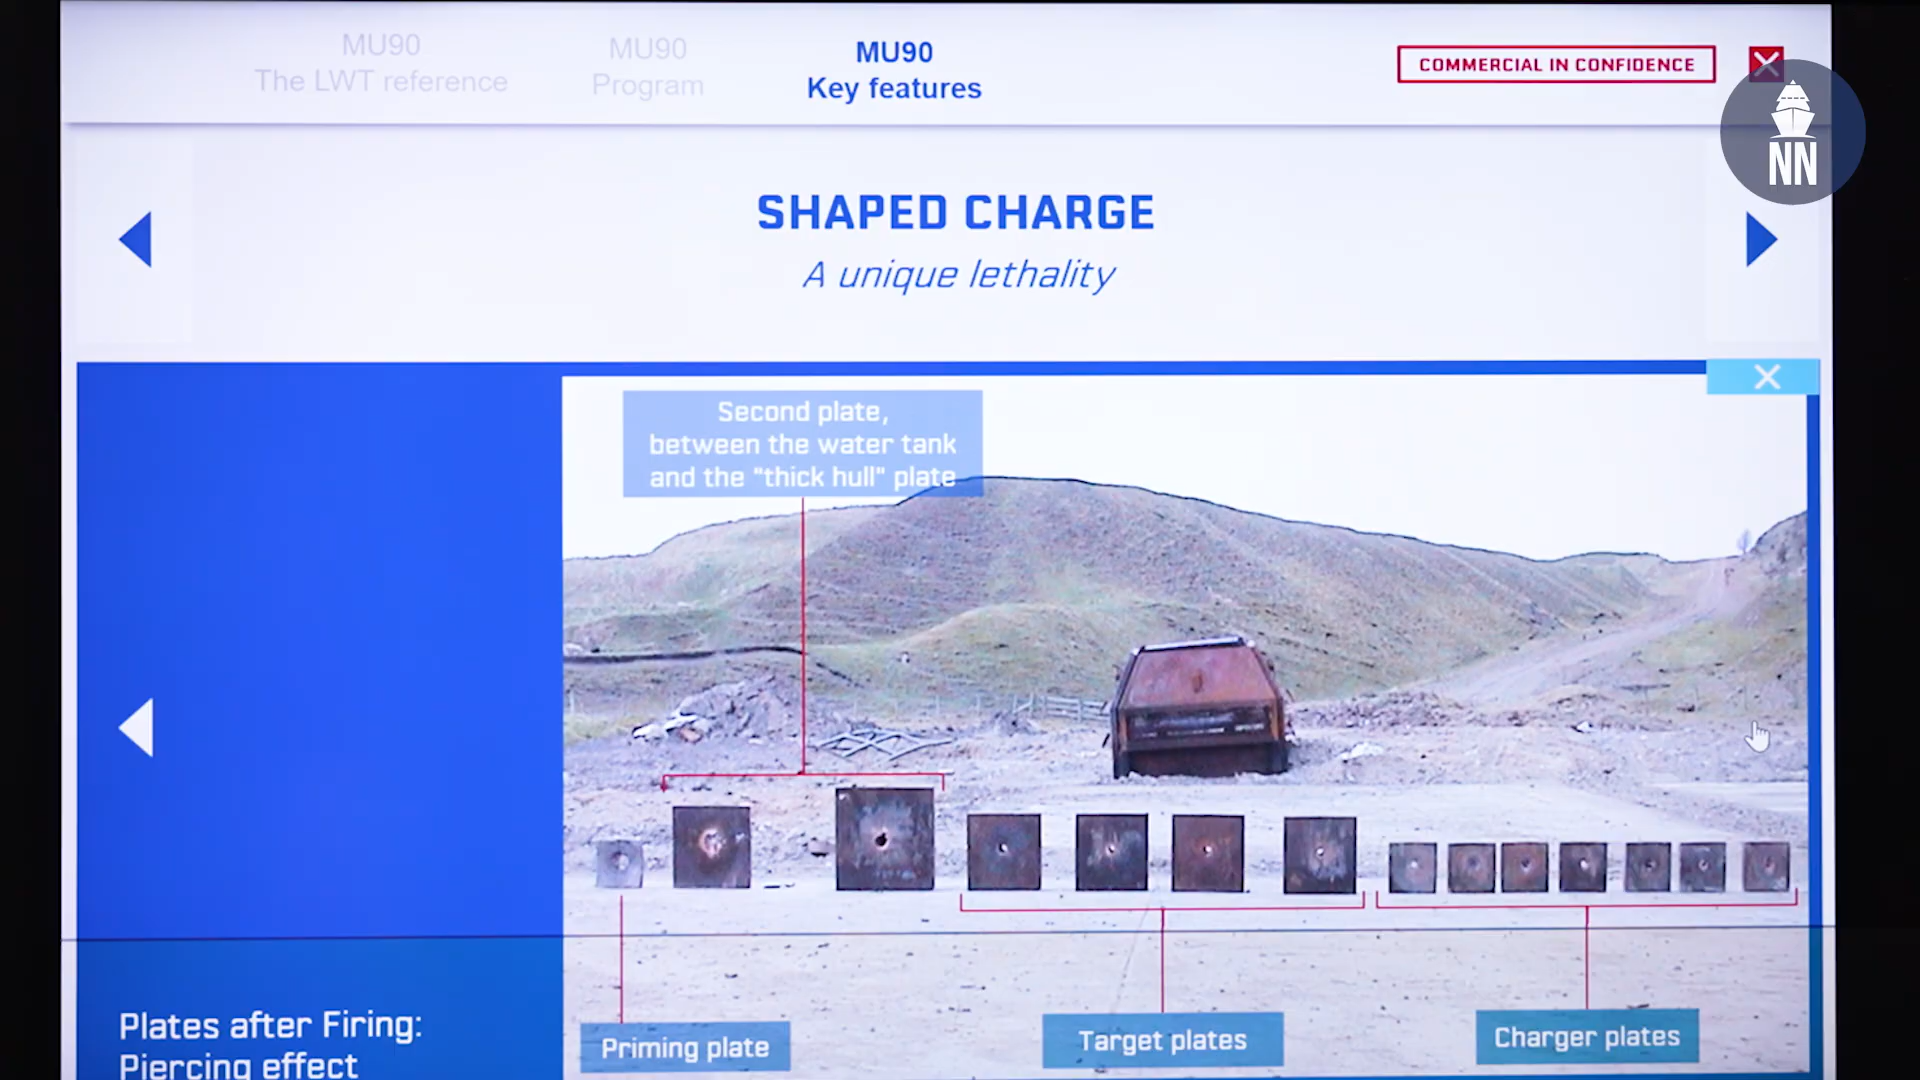 MU90
The LWT reference
MU90
Program
MU90
Key features
COMMERCIAL IN CONFIDENCE
NN
SHAPED CHARGE
A unique lethality
Second plate,
between the water tank
and the "thick hull" plate
Plates after Firing:
Piercing effect
Priming plate
Target plates
Charger plates